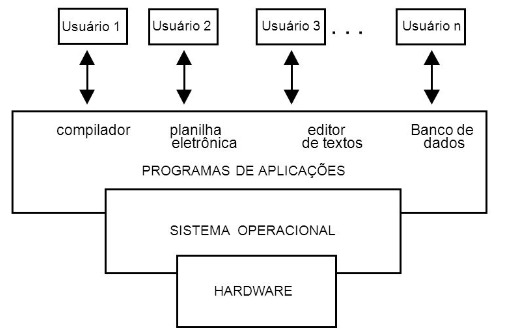 Usuário 1
Usuário 2
Usuário 3
. . .
Usuário n
compilador
planilha
eletrônica
editor
de textos
Banco de
dados
PROGRAMAS DE APLICAÇÕES
SISTEMA OPERACIONAL
HARDWARE